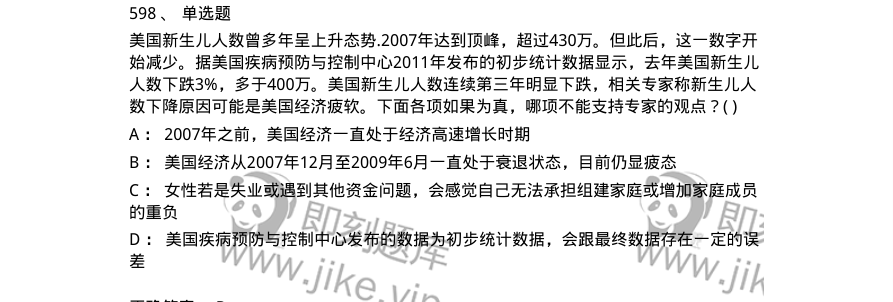 598 、 单选题
美国新生儿人数曾多年呈上升态势.2007年达到顶峰，超过430万。但此后，这一数字开
始减少。据美国疾病预防与控制中心2011年发布的初步统计数据显示，去年美国新生儿
人数下跌3%，多于400万。美国新生儿人数连续第三年明显下跌，相关专家称新生儿人
数下降原因可能是美国经济疲软。下面各项如果为真，哪项不能支持专家的观点？( )
A ： 2007年之前，美国经济一直处于经济高速增长时期
B ： 美国经济从2007年12月至2009年6月一直处于衰退状态，目前仍显疲态
C ： 女性若是失业或遇到其他资金问题，会感觉自己无法承担组建家庭或增加家庭成员
的重负
D ： 美国疾病预防与控制中心发布的数据为初步统计数据，会跟最终数据存在一定的误
差
即刻题库
www.jike.vip